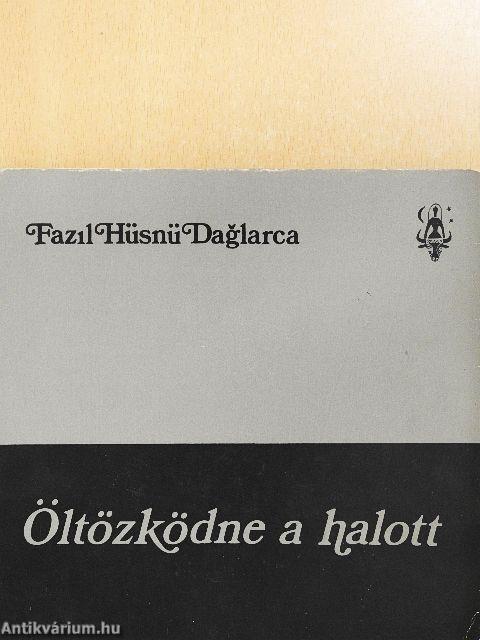 Fazıl Hüsnü Dağlarca
Öltözködne a halott
Antikvárium.hu